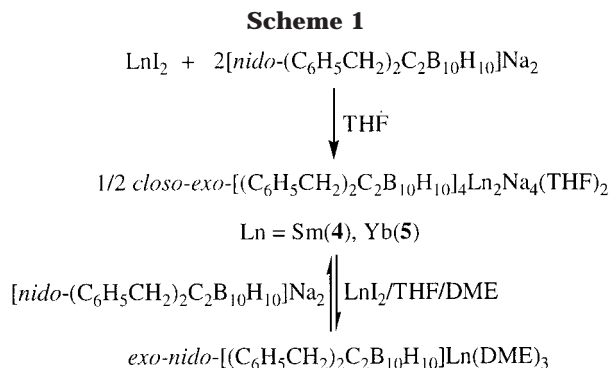 Scheme 1
LnI₂ + 2[nido-(C₆H₅CH₂)₂C₂B₁₀H₁₀]Na₂
THF
1/2 closo-exo-[(C₆H₅CH₂)₂C₂B₁₀H₁₀]₄Ln₂Na₄(THF)₂
Ln = Sm(4), Yb(5)
[nido-(C₆H₅CH₂)₂C₂B₁₀H₁₀]Na₂ LnI₂/THF/DME
exo-nido-[(C₆H₅CH₂)₂C₂B₁₀H₁₀]Ln(DME)₃